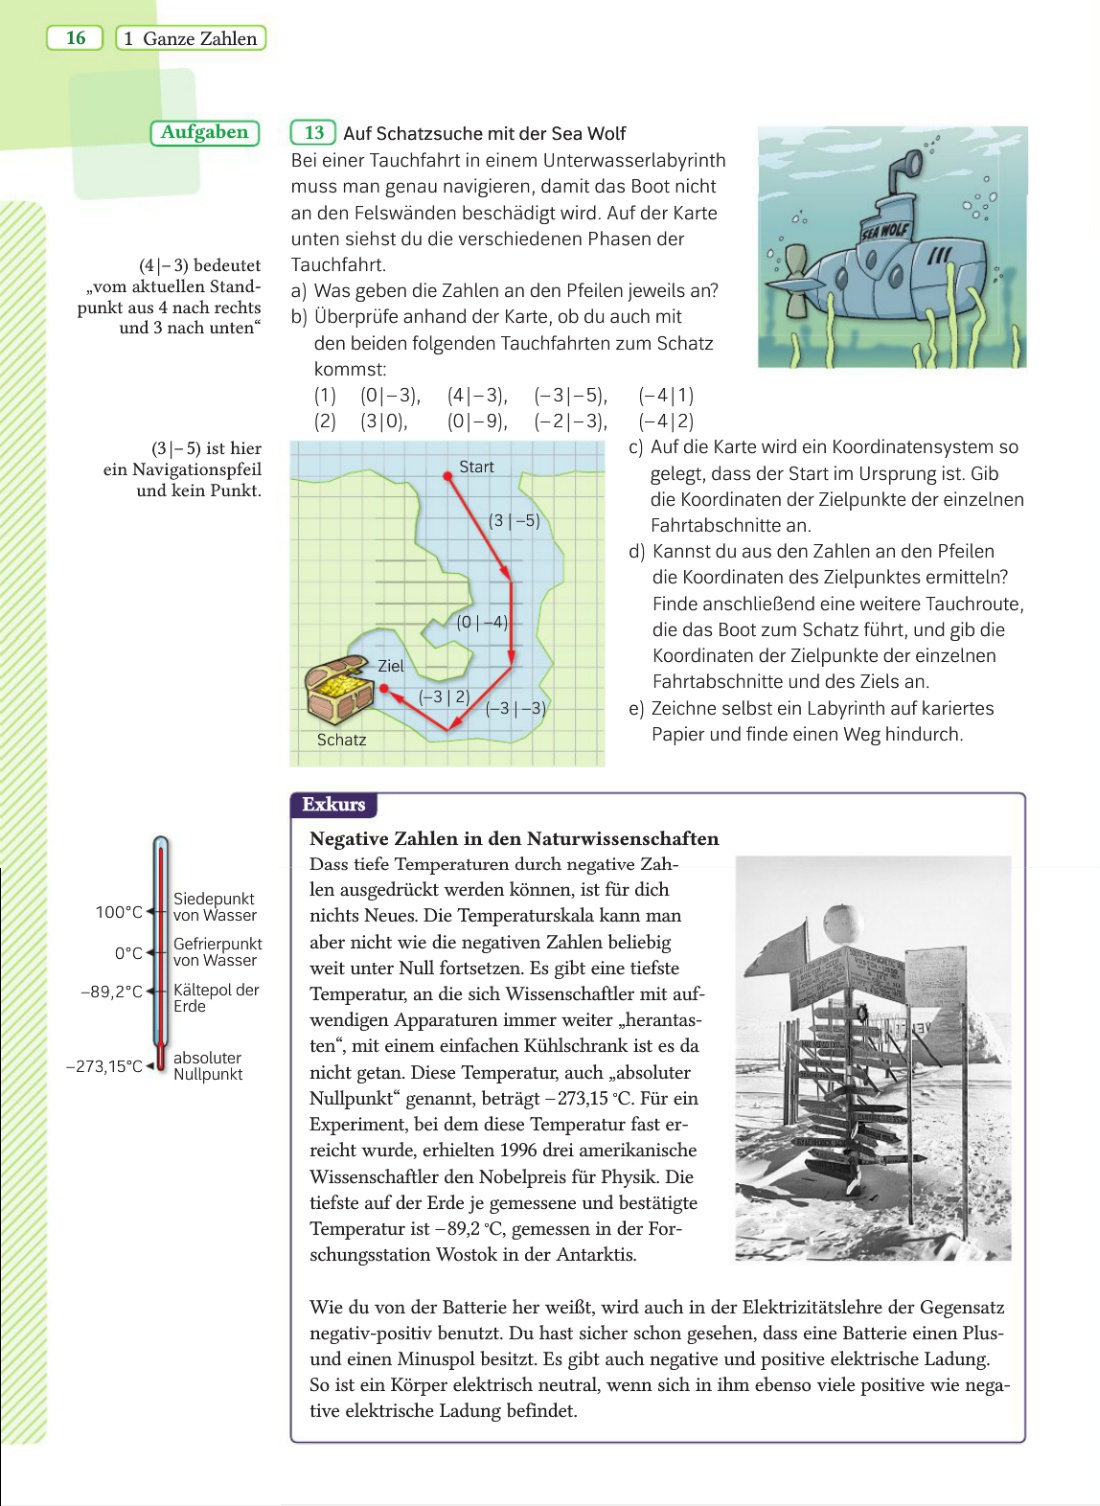 16
1 Ganze Zahlen
Aufgaben
13 Auf Schatzsuche mit der Sea Wolf
Bei einer Tauchfahrt in einem Unterwasserlabyrinth
muss man genau navigieren, damit das Boot nicht
an den Felswänden beschädigt wird. Auf der Karte
unten siehst du die verschiedenen Phasen der
Tauchfahrt.
a) Was geben die Zahlen an den Pfeilen jeweils an?
b) Überprüfe anhand der Karte, ob du auch mit
den beiden folgenden Tauchfahrten zum Schatz
kommst:
(1) (0|−3), (4|−3), (−3|−5), (−4|1)
(2) (3|0), (0|−9), (−2|−3), (−4|2)
SEA WOLF
(4|−3) bedeutet
„vom aktuellen Stand-
punkt aus 4 nach rechts
und 3 nach unten“
(3|−5) ist hier
ein Navigationspfeil
und kein Punkt.
Start
(3|−5)
(0|−4)
Ziel
(−3|2)
(−3|−3)
Schatz
c) Auf die Karte wird ein Koordinatensystem so
gelegt, dass der Start im Ursprung ist. Gib
die Koordinaten der Zielpunkte der einzelnen
Fahrtabschnitte an.
d) Kannst du aus den Zahlen an den Pfeilen
die Koordinaten des Zielpunktes ermitteln?
Finde anschließend eine weitere Tauchroute,
die das Boot zum Schatz führt, und gib die
Koordinaten der Zielpunkte der einzelnen
Fahrtabschnitte und des Ziels an.
e) Zeichne selbst ein Labyrinth auf kariertes
Papier und finde einen Weg hindurch.
Exkurs
Negative Zahlen in den Naturwissenschaften
Dass tiefe Temperaturen durch negative Zah-
len ausgedrückt werden können, ist für dich
nichts Neues. Die Temperaturskala kann man
aber nicht wie die negativen Zahlen beliebig
weit unter Null fortsetzen. Es gibt eine tiefste
Temperatur, an die sich Wissenschaftler mit auf-
wendigen Apparaturen immer weiter „herantas-
ten“, mit einem einfachen Kühlschrank ist es da
nicht getan. Diese Temperatur, auch „absoluter
Nullpunkt“ genannt, beträgt −273,15 °C. Für ein
Experiment, bei dem diese Temperatur fast er-
reicht wurde, erhielten 1996 drei amerikanische
Wissenschaftler den Nobelpreis für Physik. Die
tiefste auf der Erde je gemessene und bestätigte
Temperatur ist −89,2 °C, gemessen in der For-
schungsstation Wostok in der Antarktis.
Wie du von der Batterie her weißt, wird auch in der Elektrizitätslehre der Gegensatz
negativ-positiv benutzt. Du hast sicher schon gesehen, dass eine Batterie einen Plus-
und einen Minuspol besitzt. Es gibt auch negative und positive elektrische Ladung.
So ist ein Körper elektrisch neutral, wenn sich in ihm ebenso viele positive wie nega-
tive elektrische Ladung befindet.
100°C
Siedepunkt
von Wasser
0°C
Gefrierpunkt
von Wasser
−89,2°C
Kältepol der
Erde
−273,15°C
absoluter
Nullpunkt